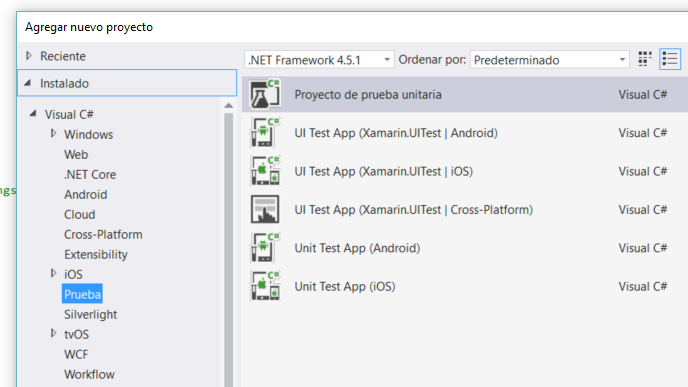 Agregar nuevo proyecto
Reciente
.NET Framework 4.5.1 Ordenar por: Predeterminado
Instalado
Visual C#
Windows
Web
.NET Core
Android
Cloud
Cross-Platform
Extensibility
iOS
Prueba
Silverlight
tvOS
WCF
Workflow
ngs
C# Proyecto de prueba unitaria Visual C#
C# UI Test App (Xamarin.UITest | Android) Visual C#
C# UI Test App (Xamarin.UITest | iOS) Visual C#
UI Test App (Xamarin.UITest | Cross-Platform) Visual C#
C# Unit Test App (Android) Visual C#
C# Unit Test App (iOS) Visual C#